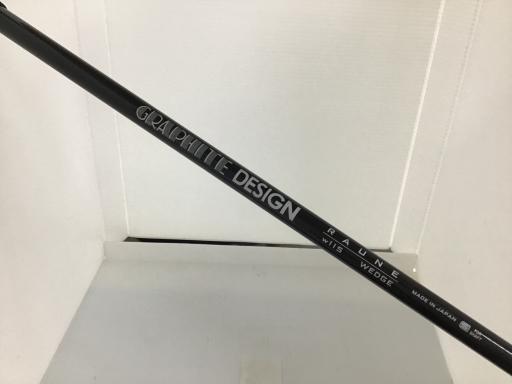 GRAPHITE DESIGN
RAUNE
w115 WEDGE
MADE IN JAPAN